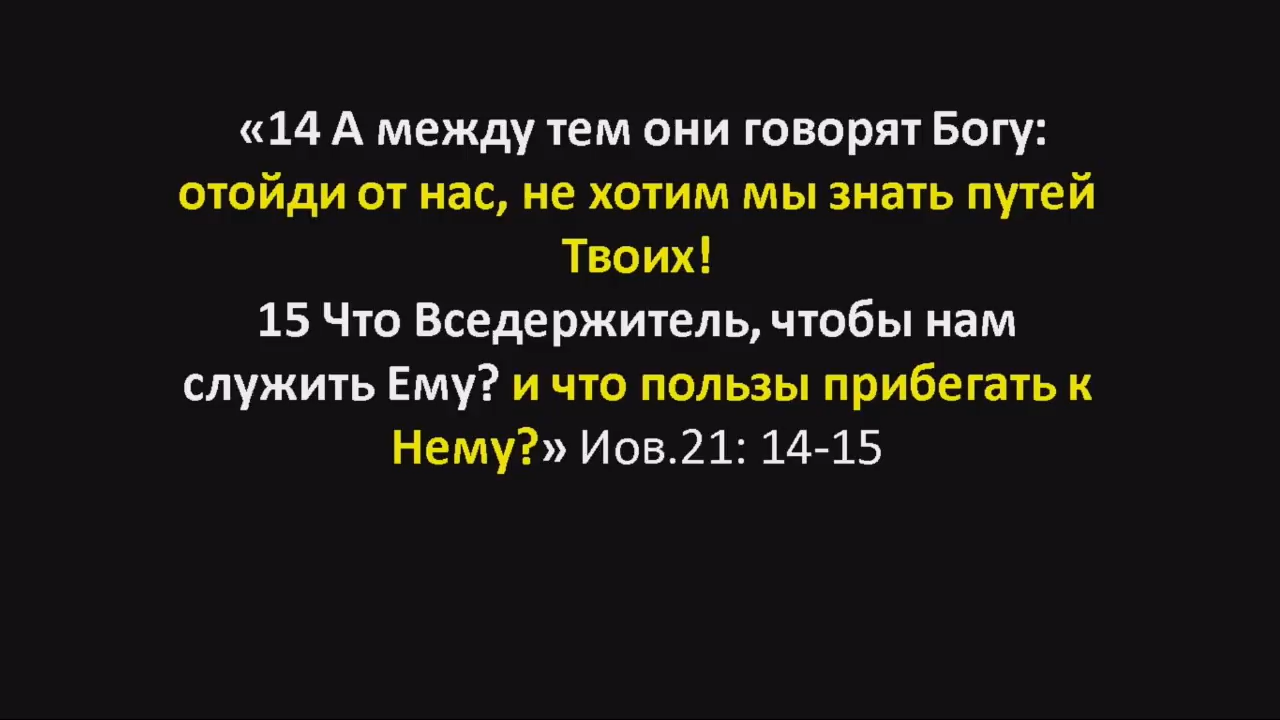 «14 А между тем они говорят Богу:
отойди от нас, не хотим мы знать путей
Твоих!
15 Что Вседержитель, чтобы нам
служить Ему? и что пользы прибегать к
Нему?» Иов.21: 14-15